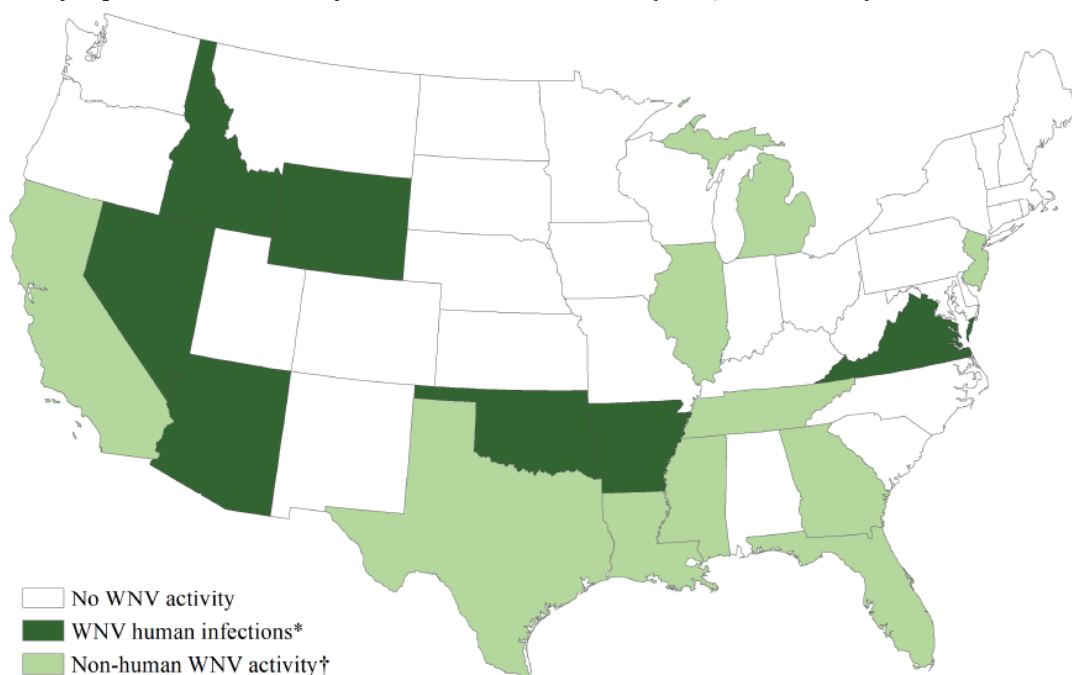 No WNV activity
WNV human infections*
Non-human WNV activity†